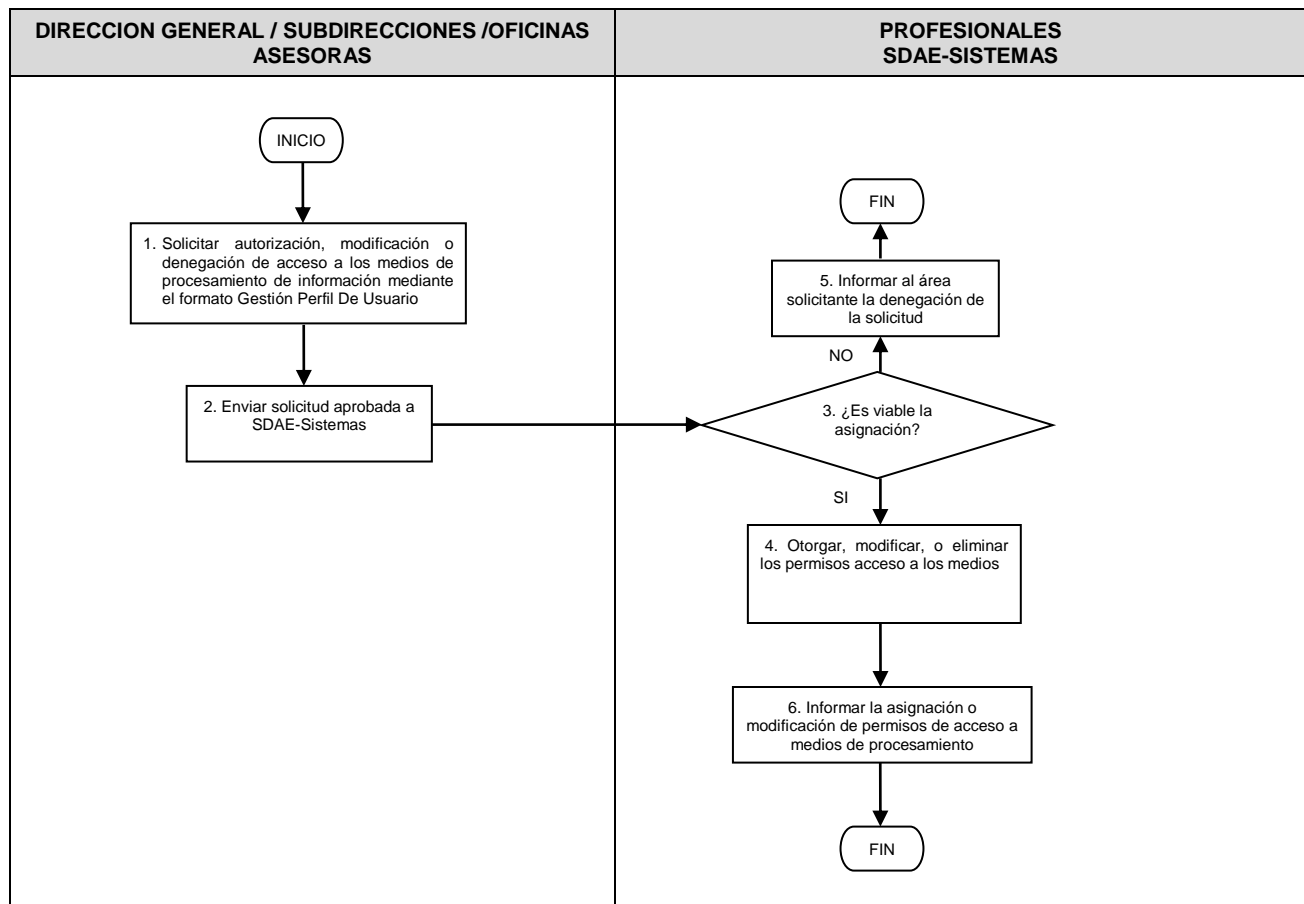 DIRECCION GENERAL / SUBDIRECCIONES /OFICINAS
ASESORAS
PROFESIONALES
SDAE-SISTEMAS
INICIO
1. Solicitar autorización, modificación o
denegación de acceso a los medios de
procesamiento de información mediante
el formato Gestión Perfil De Usuario
2. Enviar solicitud aprobada a
SDAE-Sistemas
FIN
5. Informar al área
solicitante la denegación de
la solicitud
NO
3. ¿Es viable la
asignación?
SI
4. Otorgar, modificar, o eliminar
los permisos acceso a los medios
6. Informar la asignación o
modificación de permisos de acceso a
medios de procesamiento
FIN